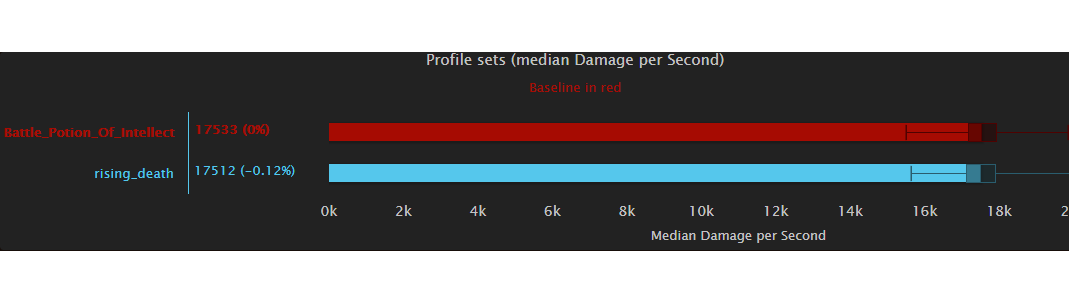 Profile sets (median Damage per Second)
Baseline in red
Battle_Potion_Of_Intellect 17533 (0%)
rising_death 17512 (-0.12%)
0k 2k 4k 6k 8k 10k 12k 14k 16k 18k
Median Damage per Second